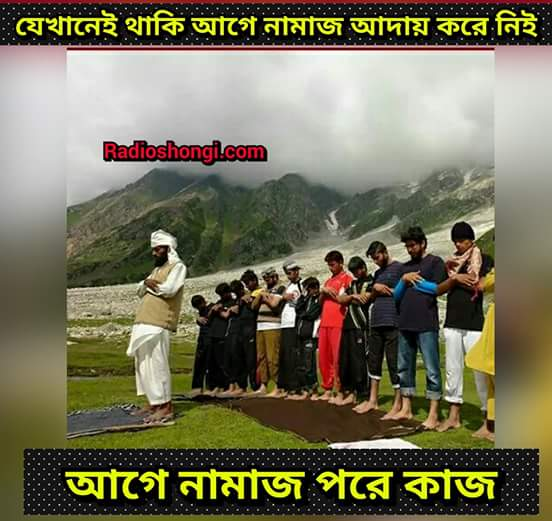 যেখানেই থাকি আগে নামাজ আদায় করে নিই
Radioshongi.com
আগে নামাজ পরে কাজ